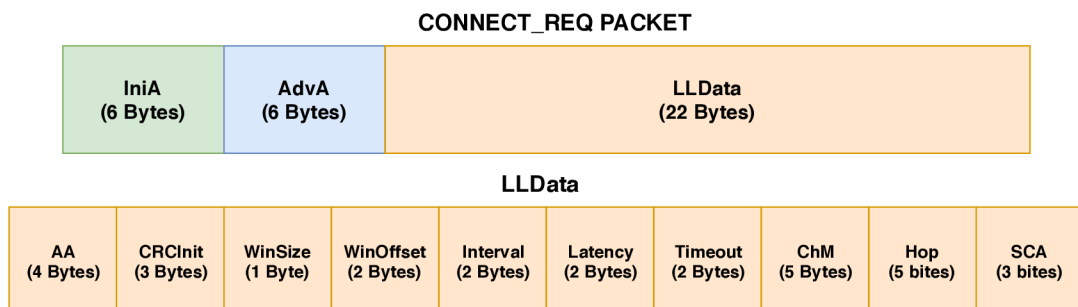 CONNECT_REQ PACKET
IniA
(6 Bytes)
AdvA
(6 Bytes)
LLData
(22 Bytes)
LLData
AA
(4 Bytes)
CRCInit
(3 Bytes)
WinSize
(1 Byte)
WinOffset
(2 Bytes)
Interval
(2 Bytes)
Latency
(2 Bytes)
Timeout
(2 Bytes)
ChM
(5 Bytes)
Hop
(5 bites)
SCA
(3 bites)